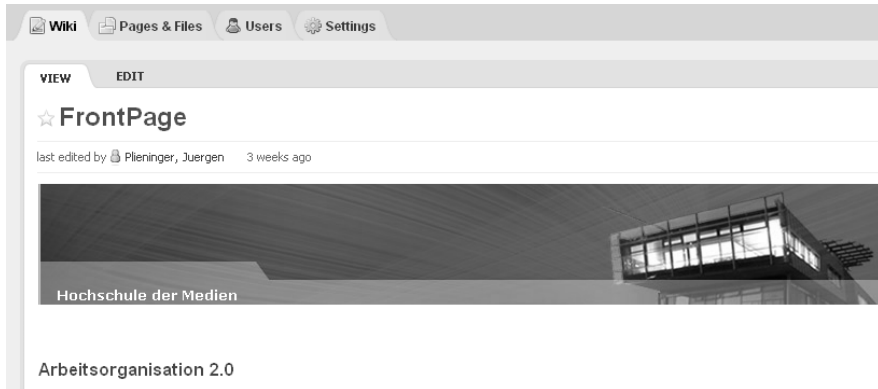 Wiki Pages & Files Users Settings
VIEW EDIT
FrontPage
last edited by Plieninger, Juergen 3 weeks ago
Hochschule der Medien
Arbeitsorganisation 2.0